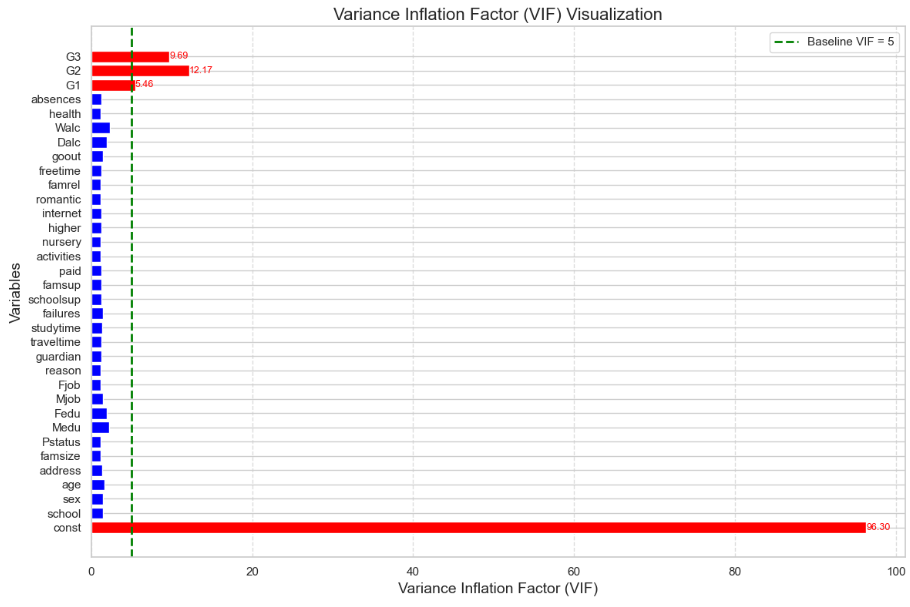 Variance Inflation Factor (VIF) Visualization
Baseline VIF = 5
Variables
G3
9.69
G2
12.17
G1
5.46
absences
health
Walc
Dalc
goout
freetime
famrel
romantic
internet
higher
nursery
activities
paid
famsup
schoolsup
failures
studytime
traveltime
guardian
reason
Fjob
Mjob
Fedu
Medu
Pstatus
famsize
address
age
sex
school
const
96.30
0 20 40 60 80 100
Variance Inflation Factor (VIF)